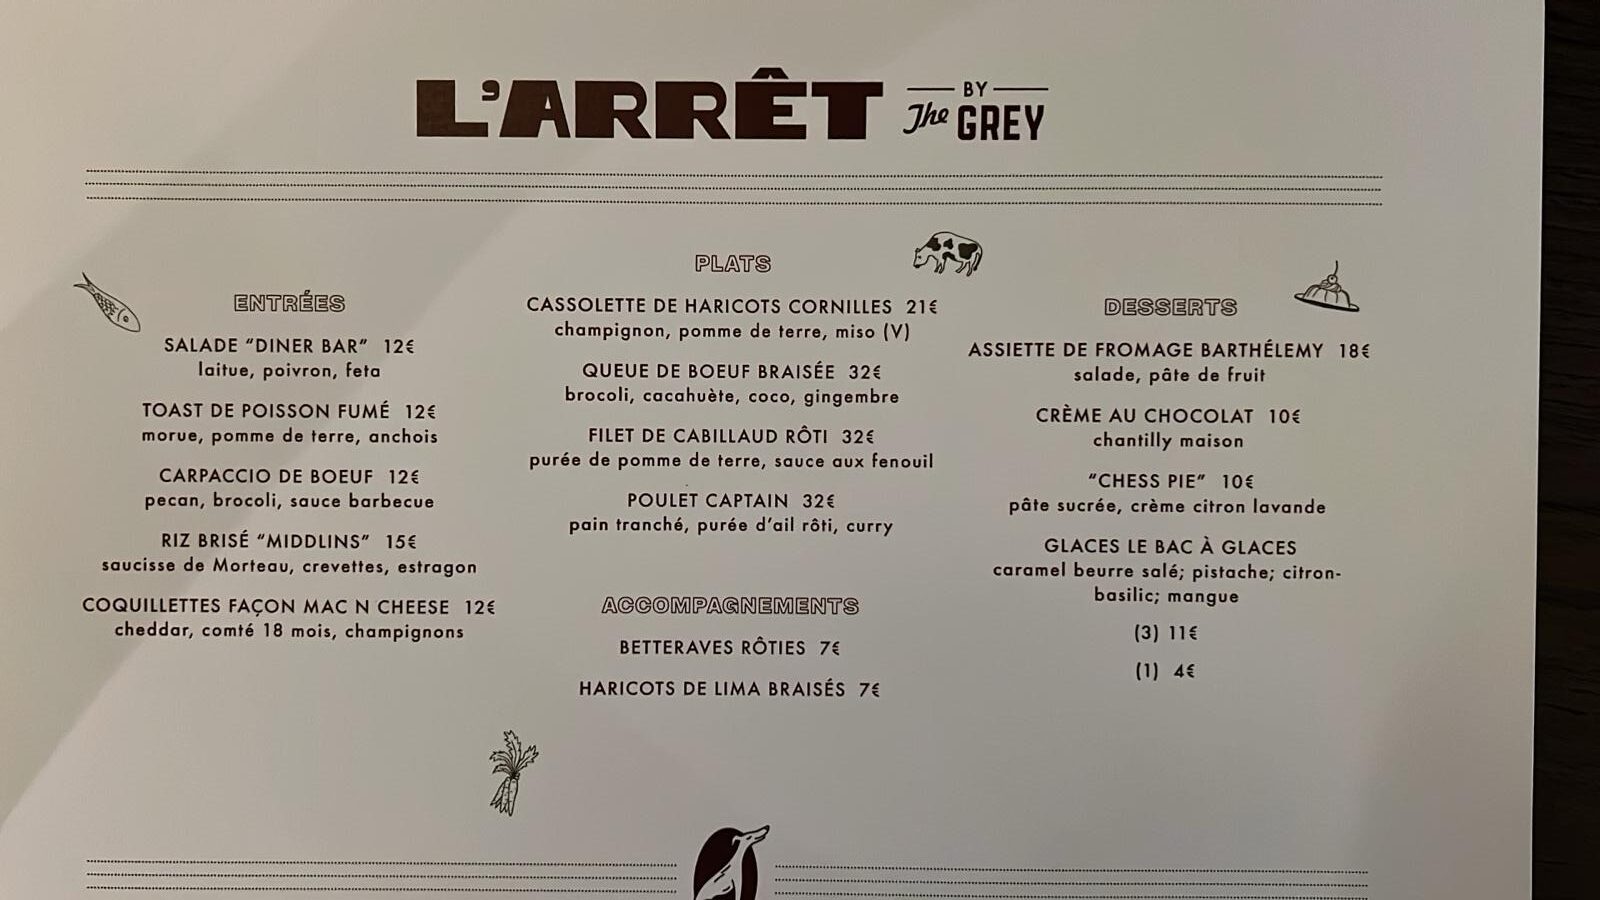 L'ARRÊT BY The GREY
ENTRÉES
SALADE “DINER BAR” 12€
laitue, poivron, feta
TOAST DE POISSON FUMÉ 12€
morue, pomme de terre, anchois
CARPACCIO DE BOEUF 12€
pecan, brocoli, sauce barbecue
RIZ BRISÉ “MIDDLINS” 15€
saucisse de Morteau, crevettes, estragon
COQUILLETTES FAÇON MAC N CHEESE 12€
cheddar, comté 18 mois, champignons
PLATS
CASSOLETTE DE HARICOTS CORNILLES 21€
champignon, pomme de terre, miso (V)
QUEUE DE BOEUF BRAISÉE 32€
brocoli, cacahuète, coco, gingembre
FILET DE CABILLAUD RÔTI 32€
purée de pomme de terre, sauce aux fenouil
POULET CAPTAIN 32€
pain tranché, purée d'ail rôti, curry
ACCOMPAGNEMENTS
BETTERAVES RÔTIES 7€
HARICOTS DE LIMA BRAISÉS 7€
DESSERTS
ASSIETTE DE FROMAGE BARTHÉLEMY 18€
salade, pâte de fruit
CRÈME AU CHOCOLAT 10€
chantilly maison
“CHESS PIE” 10€
pâte sucrée, crème citron lavande
GLACES LE BAC À GLACES
caramel beurre salé; pistache; citron-
basilic; mangue
(3) 11€
(1) 4€